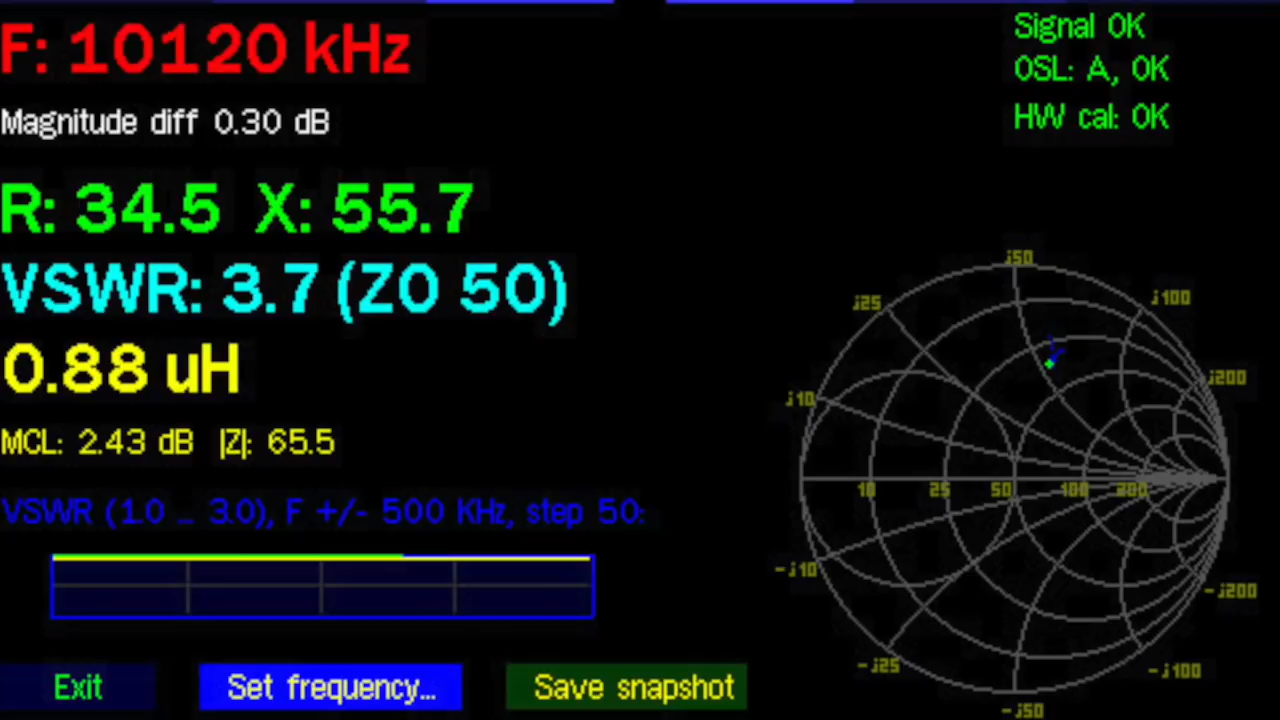 F: 10120 kHz
Signal OK
OSL: A, OK
Magnitude diff 0.30 dB
HW cal: OK
R: 34.5 X: 55.7
VSWR: 3.7 (Z0 50)
0.88 uH
MCL: 2.43 dB |Z|: 65.5
VSWR (1.0 .. 3.0), F +/- 500 KHz, step 50:
j50
j25
j100
j200
j10
10 25 50 100 200
-j10
-j200
-j25
-j100
-j50
Exit
Set frequency...
Save snapshot